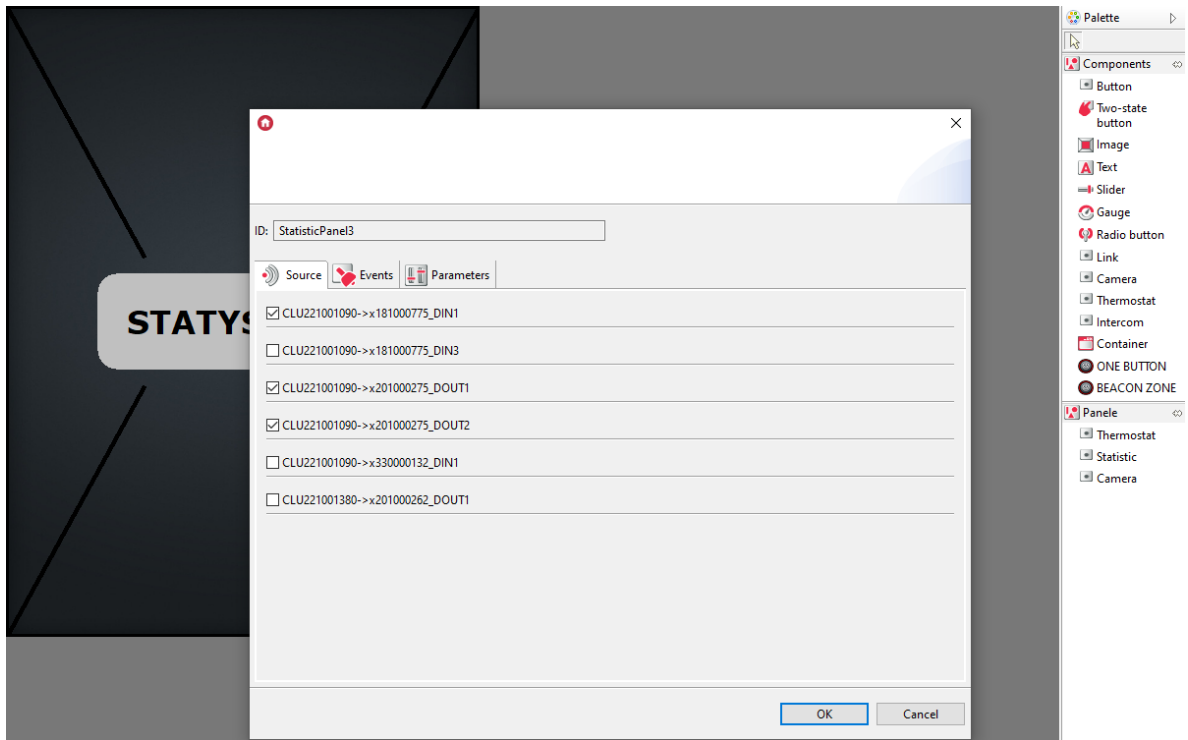 Palette
Components
Button
Two-state
button
Image
Text
Slider
Gauge
Radio button
Link
Camera
Thermostat
Intercom
Container
ONE BUTTON
BEACON ZONE
Panele
Thermostat
Statistic
Camera
STATYS
ID: StatisticPanel3
Source Events Parameters
CLU221001090->x181000775_DIN1
CLU221001090->x181000775_DIN3
CLU221001090->x201000275_DOUT1
CLU221001090->x201000275_DOUT2
CLU221001090->x330000132_DIN1
CLU221001380->x201000262_DOUT1
OK Cancel